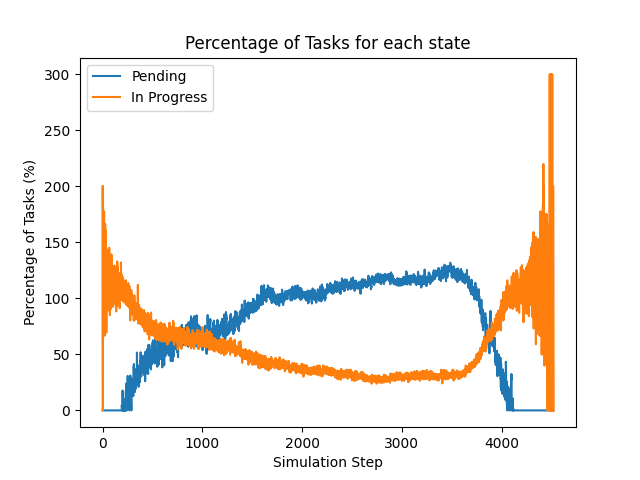 Percentage of Tasks for each state
Pending
In Progress
Percentage of Tasks (%)
300
250
200
150
100
50
0
0 1000 2000 3000 4000
Simulation Step